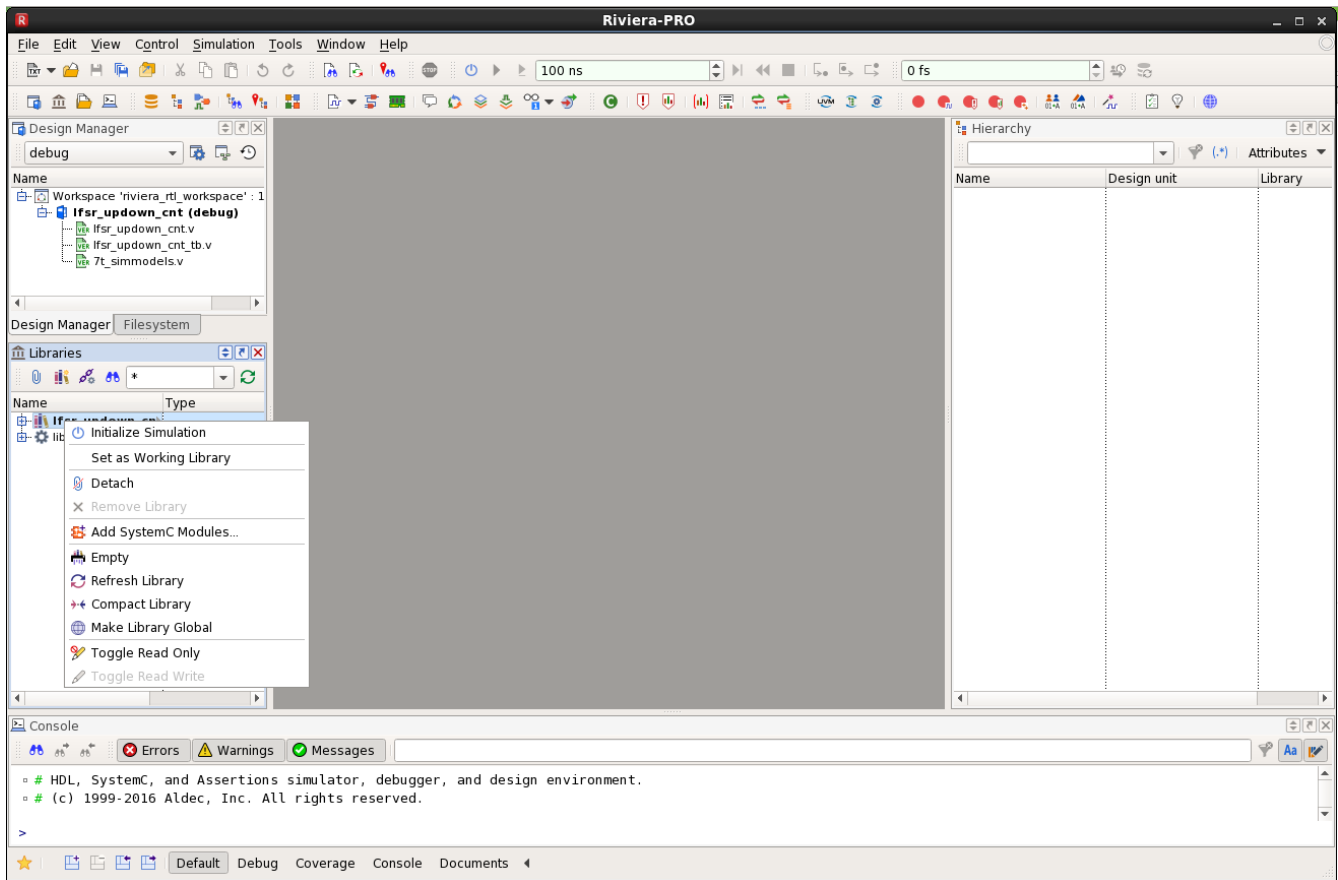 Riviera-PRO
File Edit View Control Simulation Tools Window Help
100 ns 0 fs
Design Manager
debug
Name
Workspace 'riviera_rtl_workspace' : 1
lfsr_updown_cnt (debug)
lfsr_updown_cnt.v
lfsr_updown_cnt_tb.v
7t_simmodels.v
Design Manager Filesystem
Libraries
*
Name Type
lfsr_updown_cn
lib
Initialize Simulation
Set as Working Library
Detach
Remove Library
Add SystemC Modules...
Empty
Refresh Library
Compact Library
Make Library Global
Toggle Read Only
Toggle Read Write
Hierarchy
(.*) Attributes
Name Design unit Library
Console
Errors Warnings Messages Aa
# HDL, SystemC, and Assertions simulator, debugger, and design environment.
# (c) 1999-2016 Aldec, Inc. All rights reserved.
>
Default Debug Coverage Console Documents